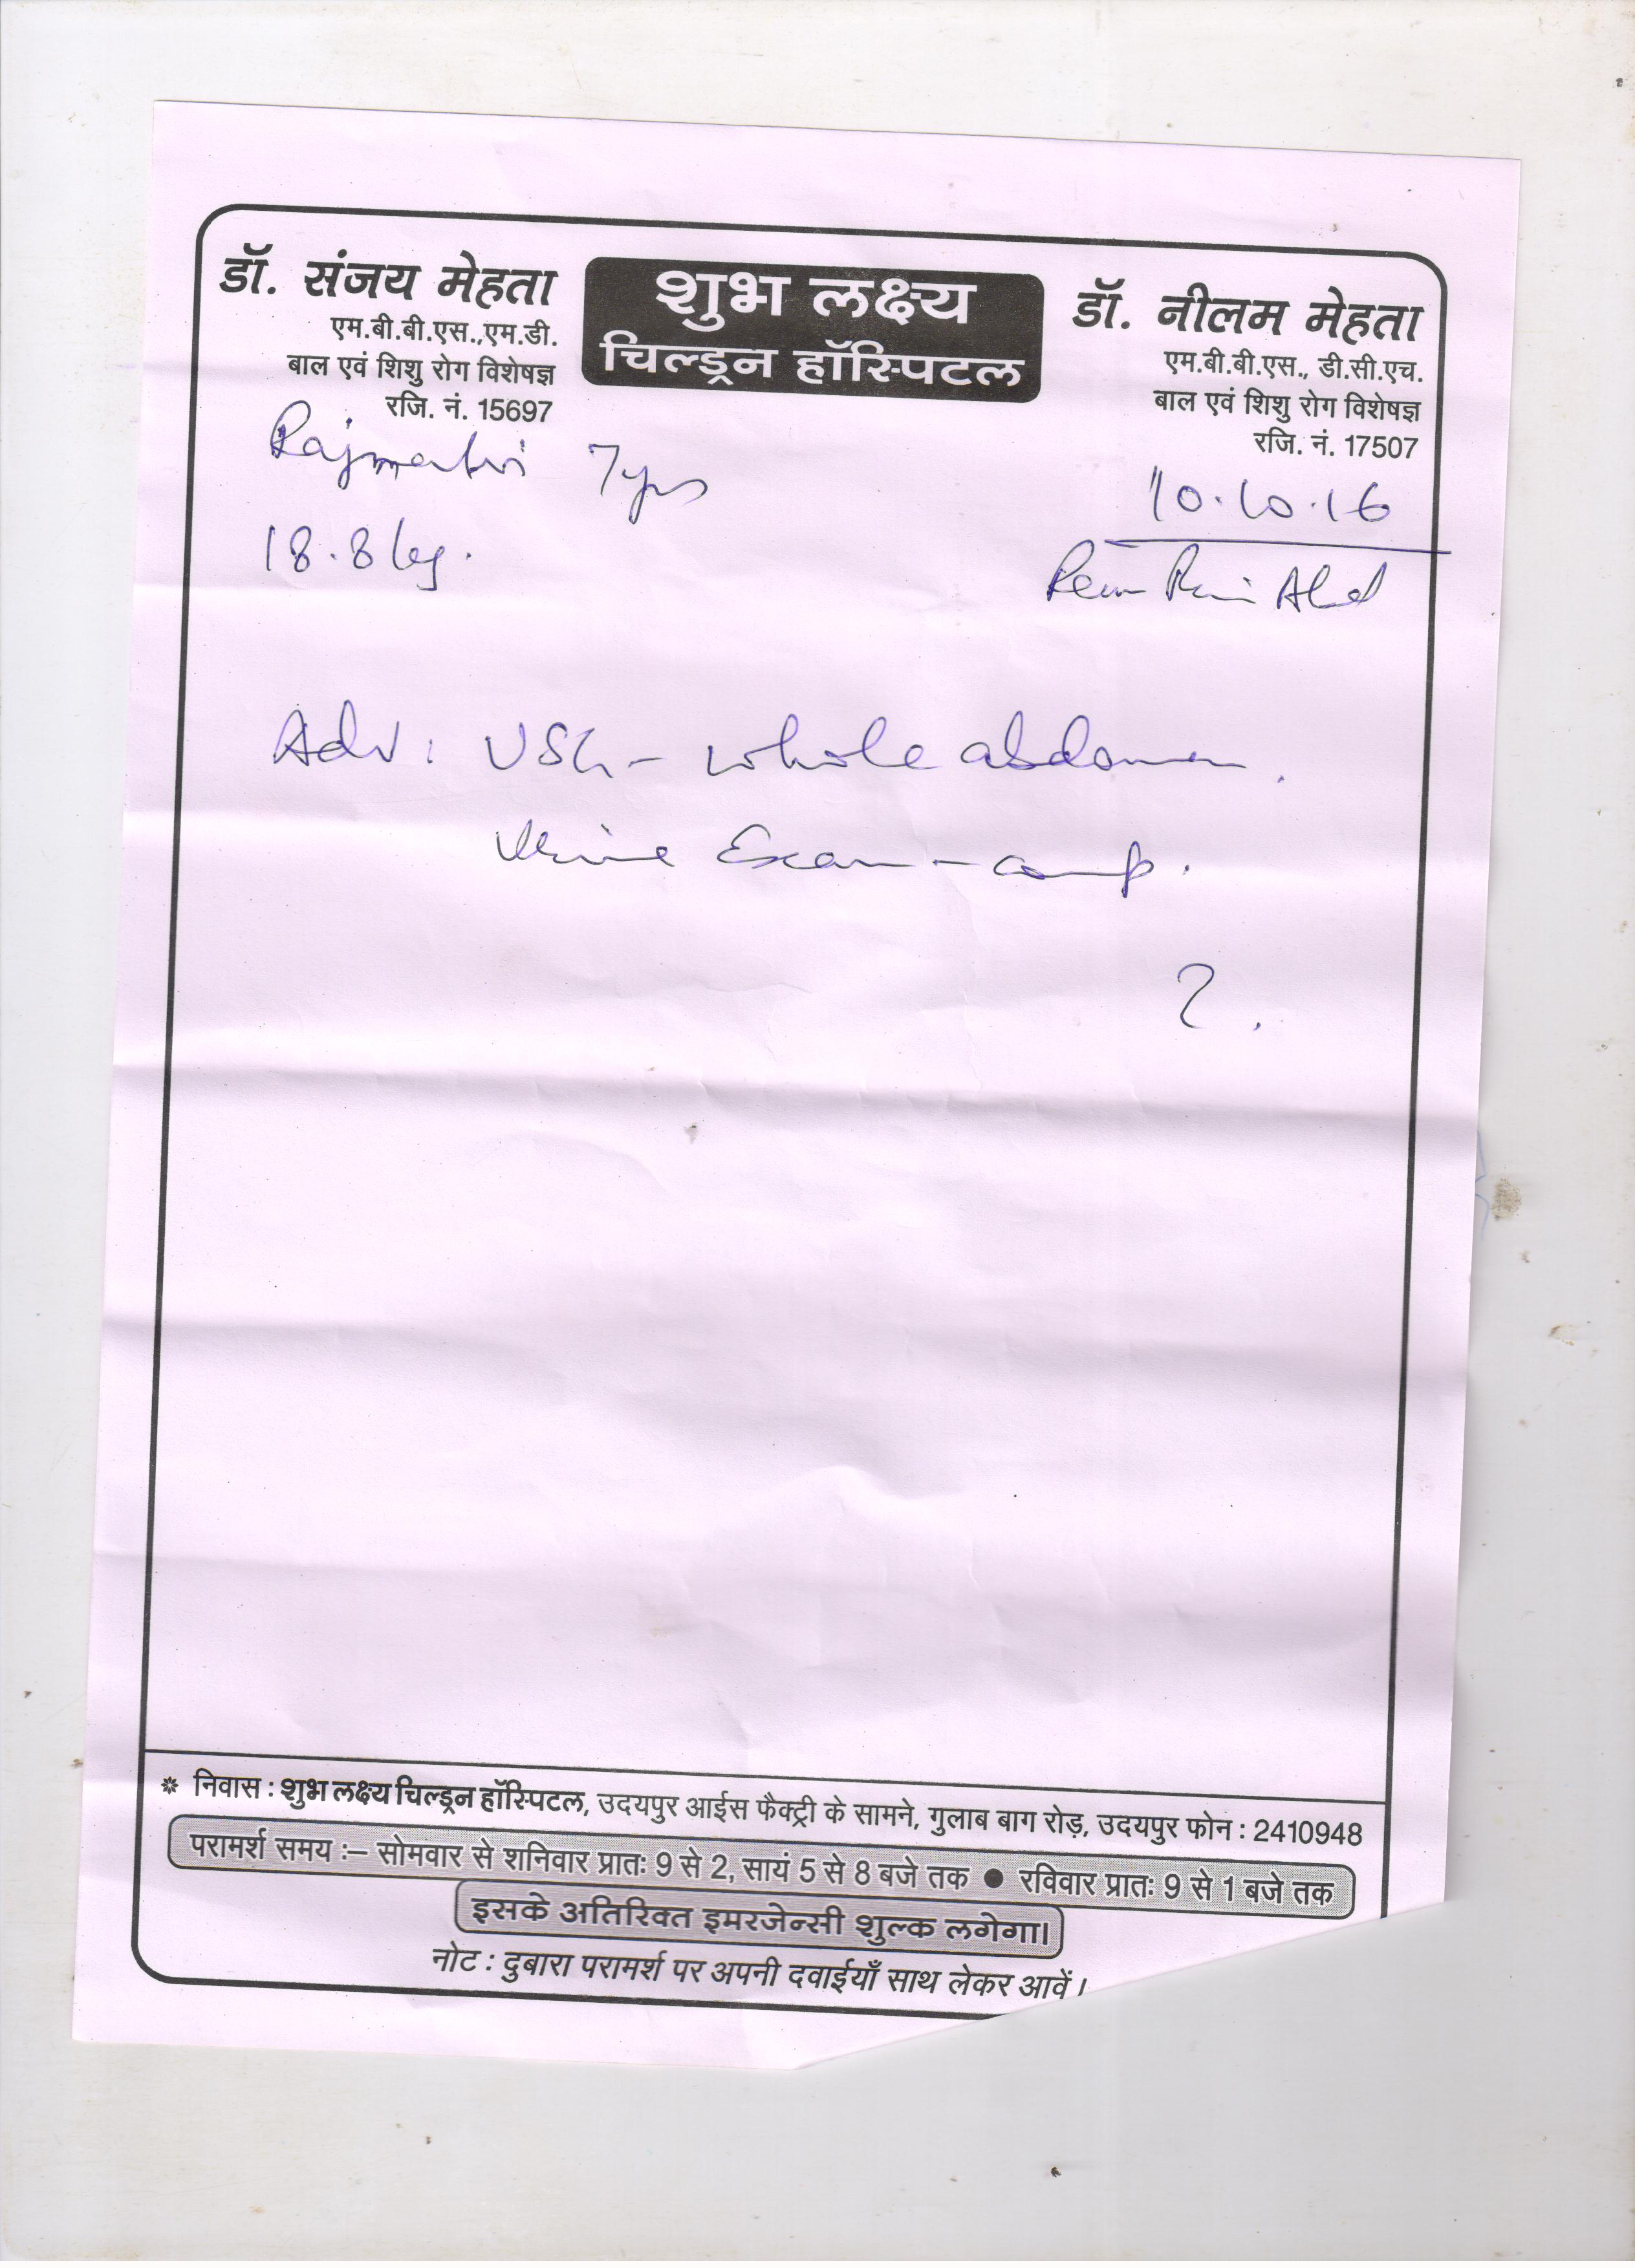 डॉ. संजय मेहता
एम.बी.बी.एस.,एम.डी.
बाल एवं शिशु रोग विशेषज्ञ
रजि. नं. 15697
शुभ लक्ष्य
चिल्ड्रन हॉस्पिटल
डॉ. नीलम मेहता
एम.बी.बी.एस., डी.सी.एच.
बाल एवं शिशु रोग विशेषज्ञ
रजि. नं. 17507
7yrs
10.10.16
18.8 kg.
Adv: USG - whole abdomen.
Urine Exam - comp.
* निवास : शुभ लक्ष्य चिल्ड्रन हॉस्पिटल, उदयपुर आईस फैक्ट्री के सामने, गुलाब बाग रोड़, उदयपुर फोन : 2410948
परामर्श समय :– सोमवार से शनिवार प्रातः 9 से 2, सायं 5 से 8 बजे तक ● रविवार प्रातः 9 से 1 बजे तक
इसके अतिरिक्त इमरजेन्सी शुल्क लगेगा।
नोट : दुबारा परामर्श पर अपनी दवाईयाँ साथ लेकर आवें।